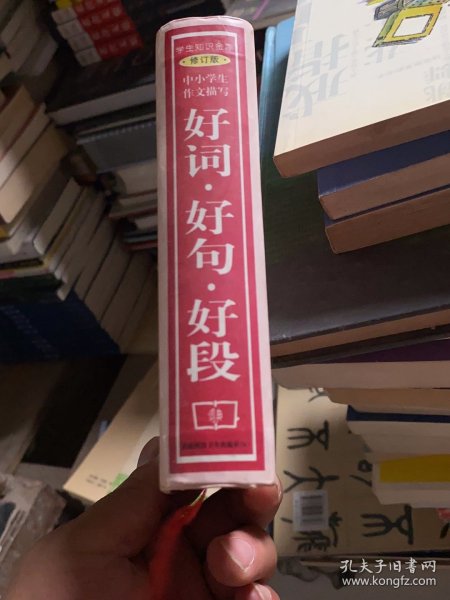 学生知识金
修订版
中小学生
作文描写
好词·好句·好段
孔夫子旧书网
www.kongfz.com